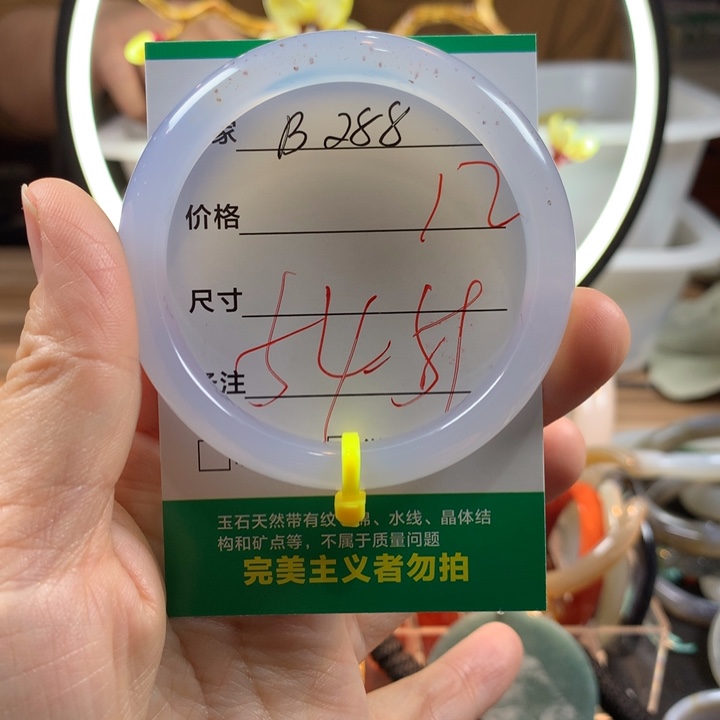 家 B 288
价格 12
尺寸
注 54
玉石天然带有纹 棉、水线、晶体结
构和矿点等，不属于质量问题
完美主义者勿拍